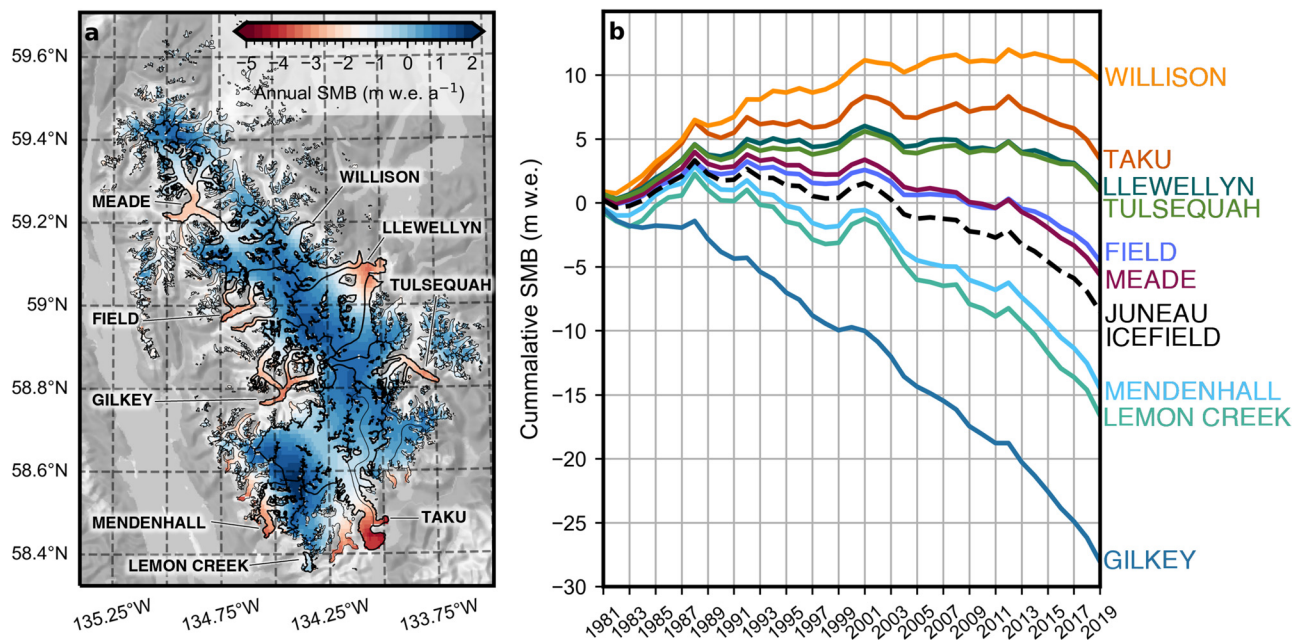 a
−5 −4 −3 −2 −1 0 1 2
Annual SMB (m w.e. a⁻¹)
59.6°N
59.4°N
59.2°N
59°N
58.8°N
58.6°N
58.4°N
135.25°W 134.75°W 134.25°W 133.75°W
MEADE
WILLISON
LLEWELLYN
TULSEQUAH
FIELD
GILKEY
MENDENHALL
TAKU
LEMON CREEK
b
Cummalative SMB (m w.e.)
10
5
0
−5
−10
−15
−20
−25
−30
1981 1983 1985 1987 1989 1991 1993 1995 1997 1999 2001 2003 2005 2007 2009 2011 2013 2015 2017 2019
WILLISON
TAKU
LLEWELLYN
TULSEQUAH
FIELD
MEADE
JUNEAU
ICEFIELD
MENDENHALL
LEMON CREEK
GILKEY